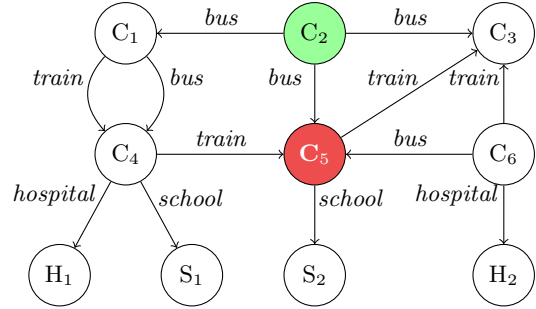 C1 bus C2 bus C3
train bus bus train train
C4 train C5 bus C6
hospital school school hospital
H1 S1 S2 H2